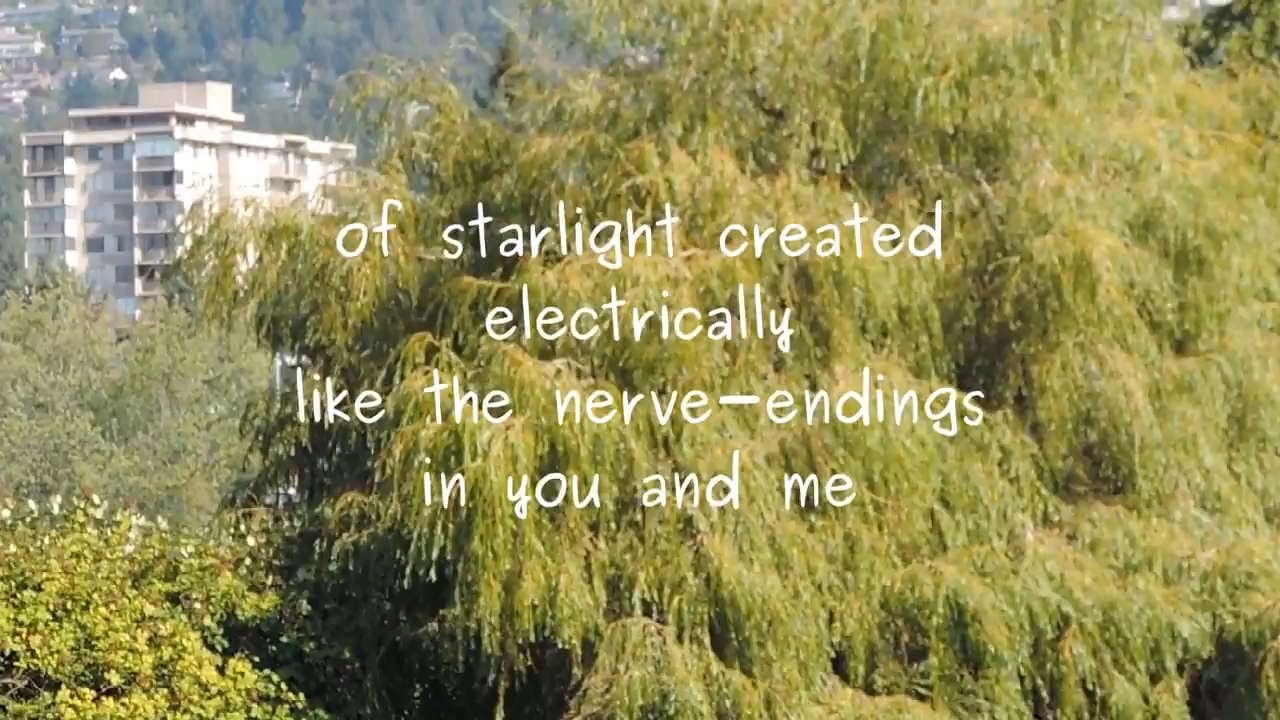 of starlight created
electrically
like the nerve-endings
in you and me